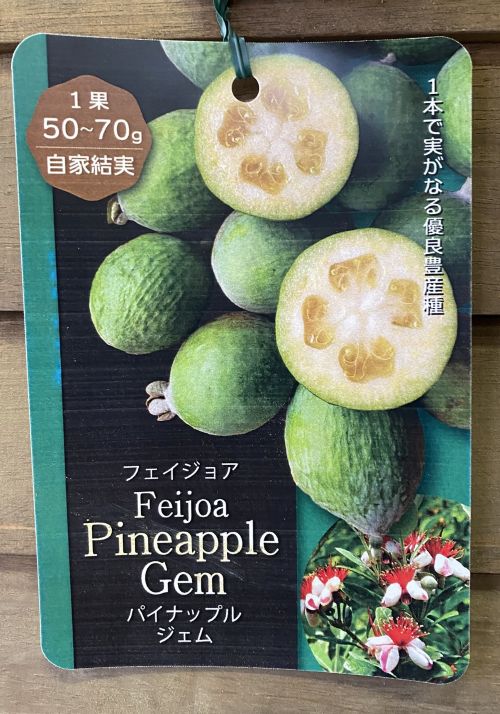 1果
50~70g
自家結実
1本で実がなる優良豊産種
フェイジョア
Feijoa
Pineapple
Gem
パイナップル
ジェム